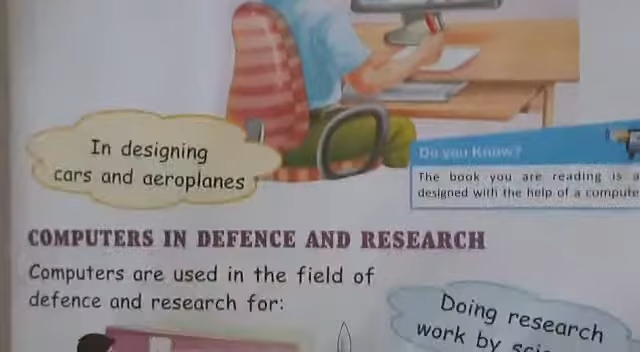 In designing
cars and aeroplanes
Do you Know?
The book you are reading is
designed with the help of a
COMPUTERS IN DEFENCE AND RESEARCH
Computers are used in the field of
defence and research for:
Doing research
work by